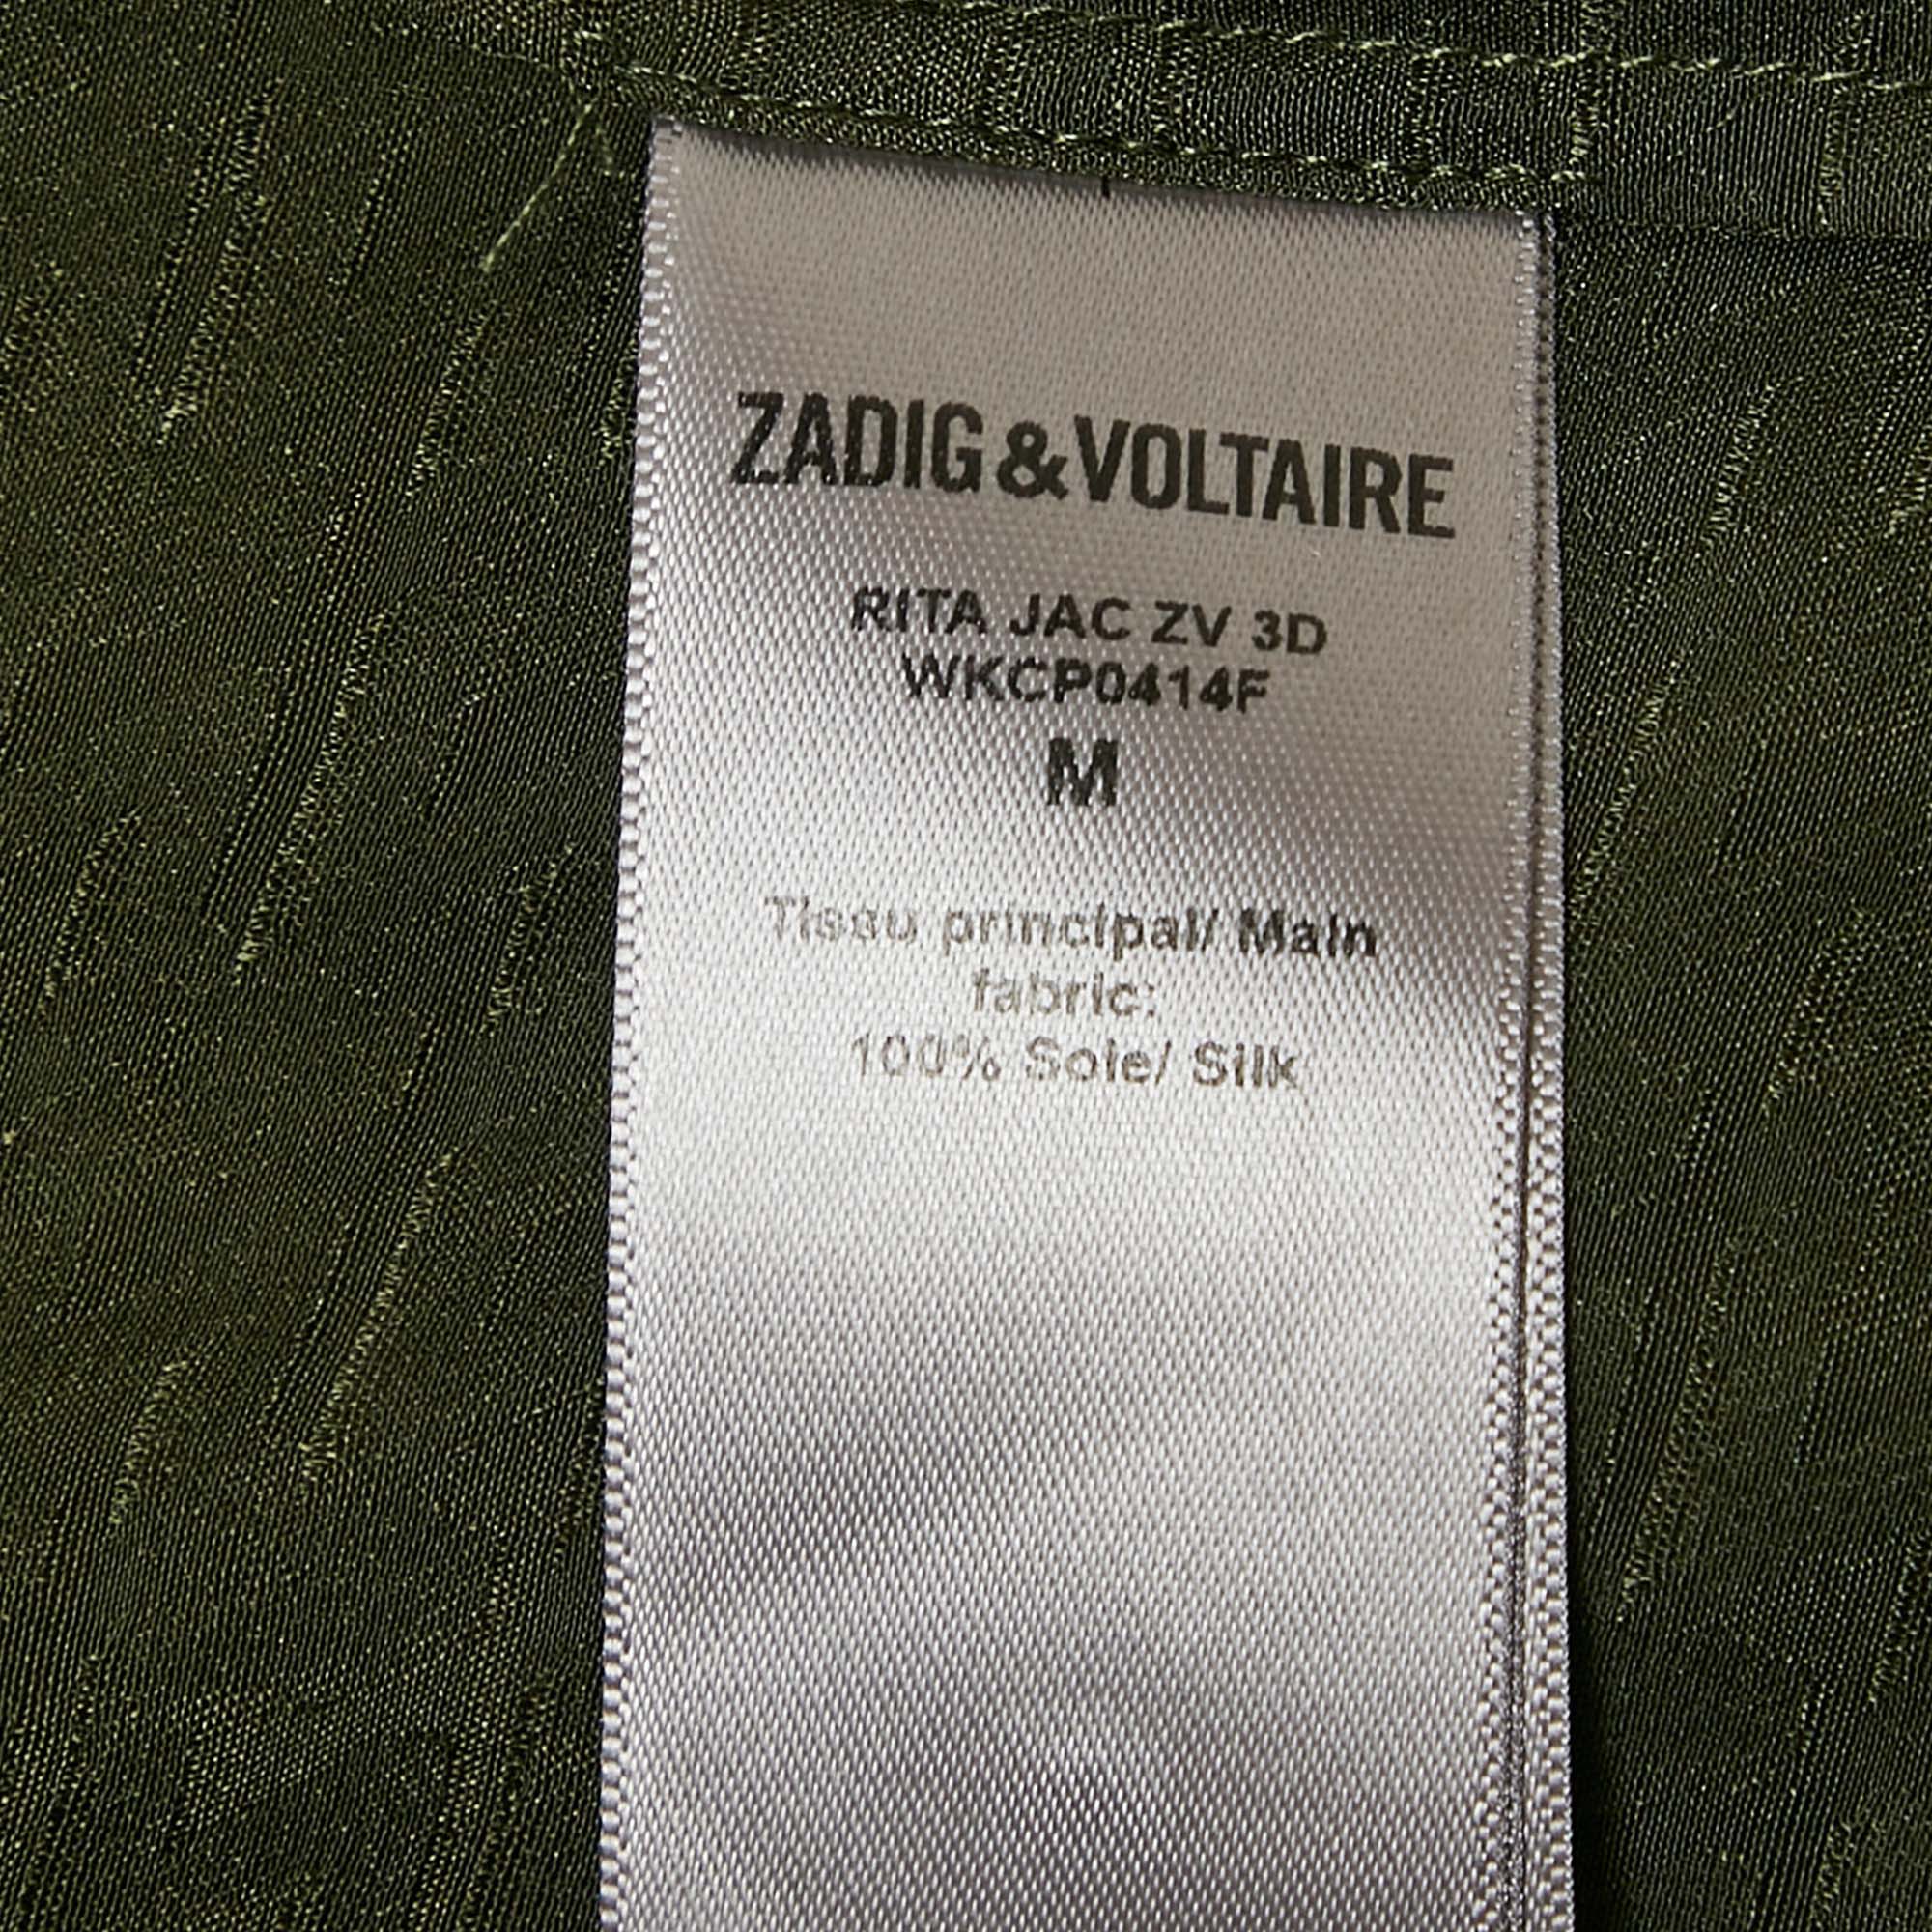 ZADIG&VOLTAIRE
RITA JAC ZV 3D
WKCP0414F
M
Tissu principal/ Main
fabric:
100% Soie/ Silk